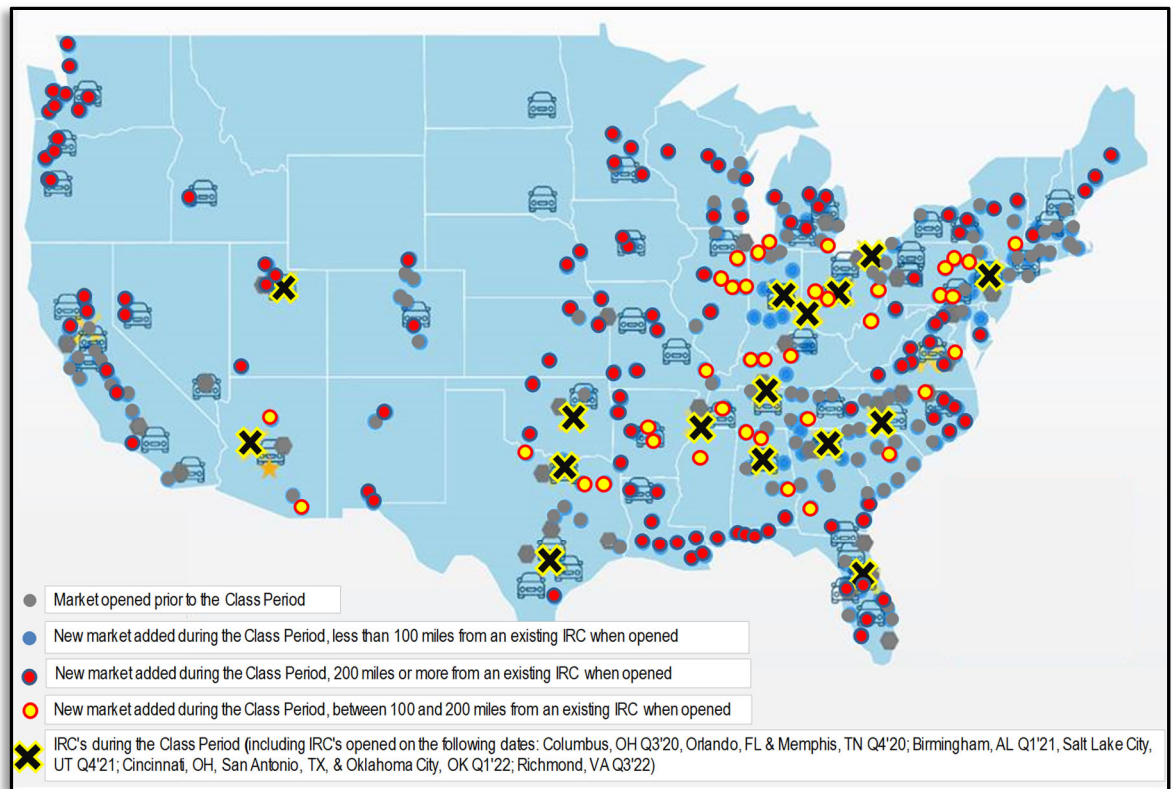 Market opened prior to the Class Period
New market added during the Class Period, less than 100 miles from an existing IRC when opened
New market added during the Class Period, 200 miles or more from an existing IRC when opened
New market added during the Class Period, between 100 and 200 miles from an existing IRC when opened
IRC's during the Class Period (including IRC's opened on the following dates: Columbus, OH Q3'20, Orlando, FL & Memphis, TN Q4'20; Birmingham, AL Q1'21, Salt Lake City,
UT Q4'21; Cincinnati, OH, San Antonio, TX, & Oklahoma City, OK Q1'22; Richmond, VA Q3'22)